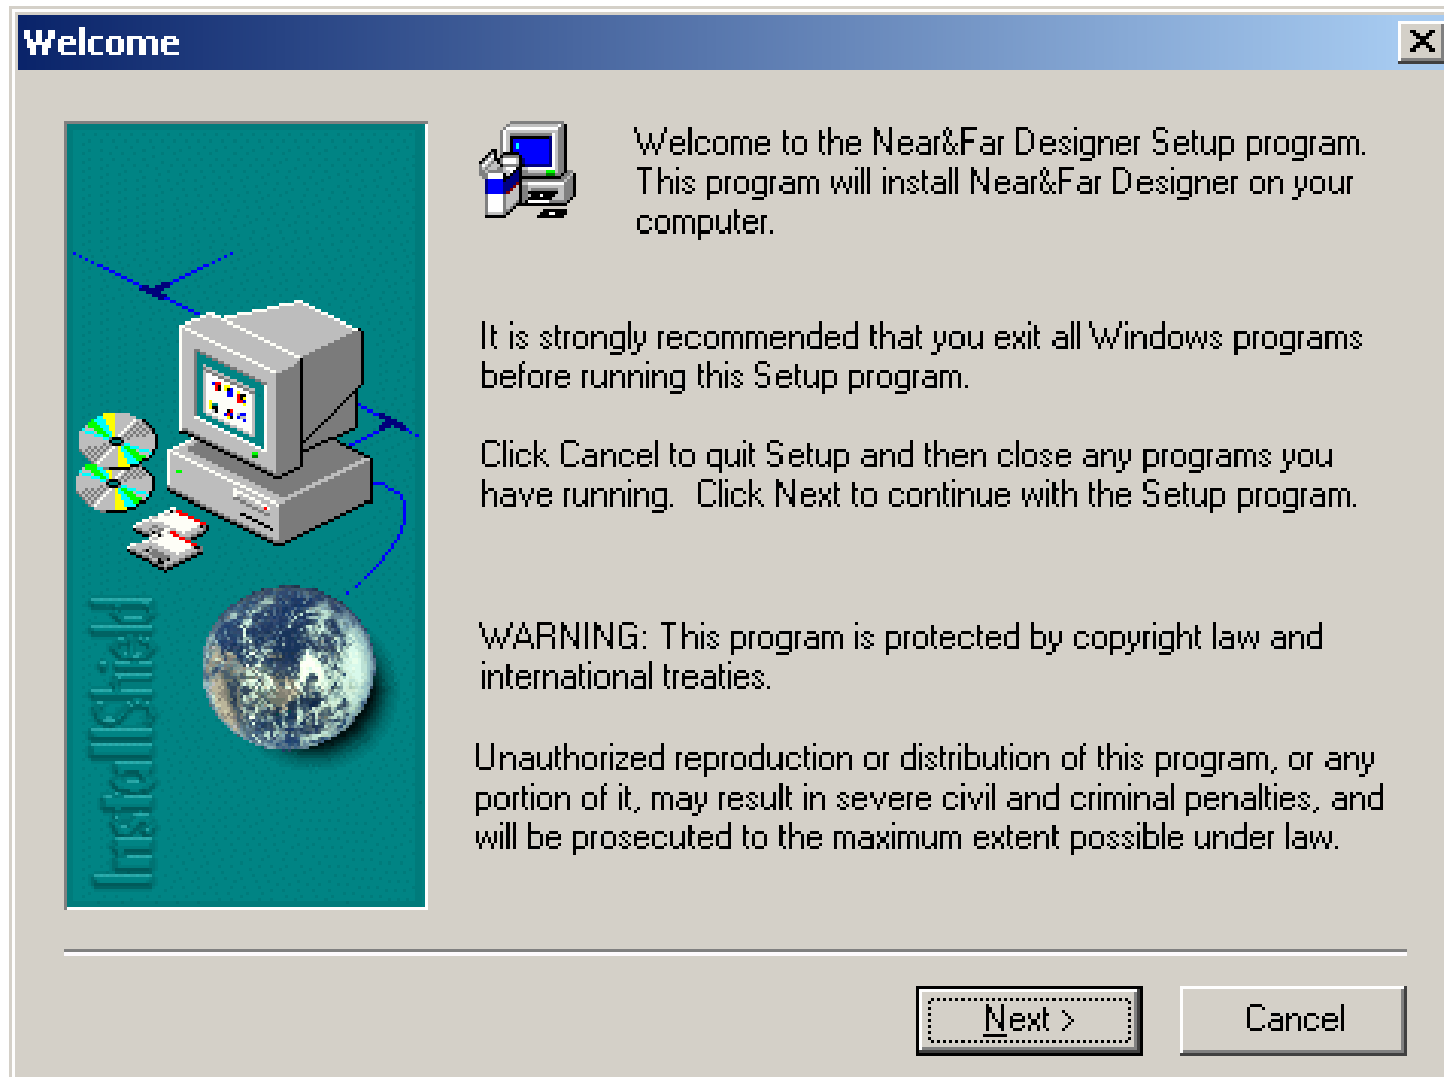 Welcome
Welcome to the Near&Far Designer Setup program.
This program will install Near&Far Designer on your
computer.
It is strongly recommended that you exit all Windows programs
before running this Setup program.
Click Cancel to quit Setup and then close any programs you
have running.  Click Next to continue with the Setup program.
WARNING: This program is protected by copyright law and
international treaties.
Unauthorized reproduction or distribution of this program, or any
portion of it, may result in severe civil and criminal penalties, and
will be prosecuted to the maximum extent possible under law.
InstallShield
Next >
Cancel